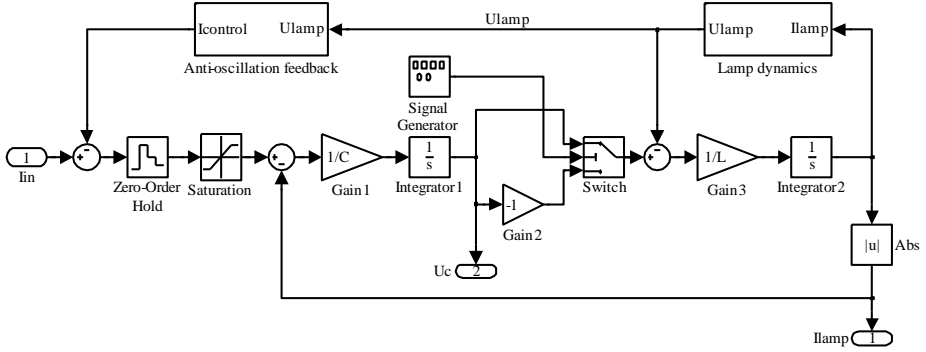 Ulamp
Icontrol Ulamp
Ulamp Ilamp
Anti-oscillation feedback
Lamp dynamics
Signal
Generator
1
Iin
+
-
Zero-Order
Hold
Saturation
+
-
1/C
Gain1
1
s
Integrator1
Switch
+
-
1/L
Gain3
1
s
Integrator2
-1
Gain2
|u|
Abs
Uc
2
Ilamp
1